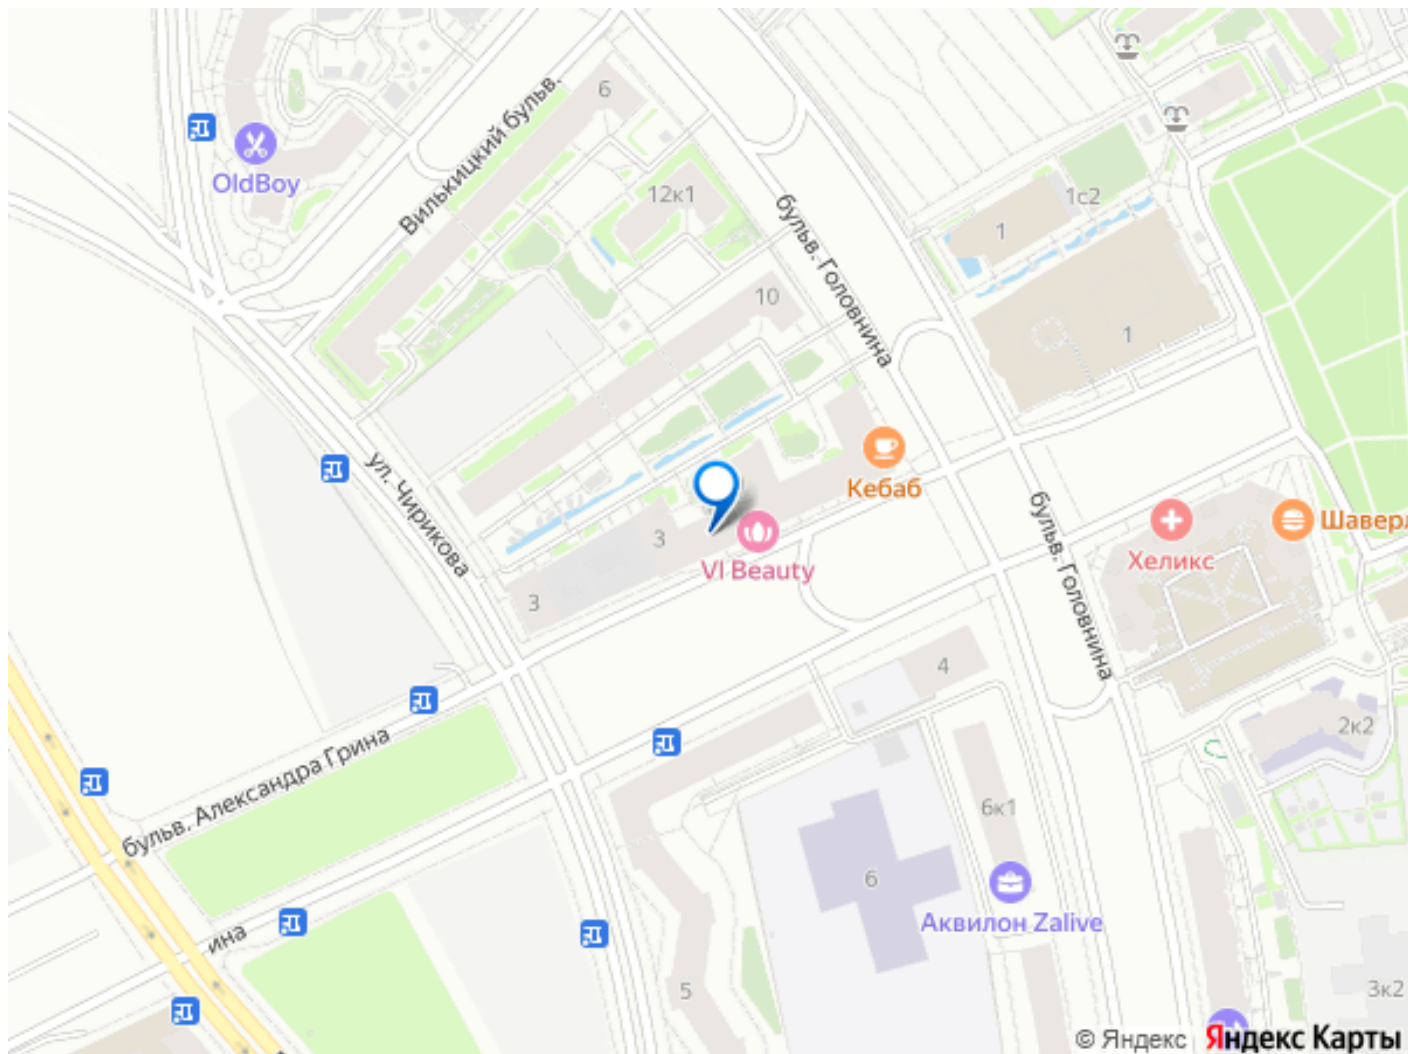 6
Вилькицкий бульв.
OldBoy
12к1
1с2
1
бульв. Головнина
10
1
Кебаб
ул. Чирикова
3
VI Beauty
3
бульв. Головнина
Хеликс
Шаверл
4
2к2
бульв. Александра Грина
6к1
6
Аквилон Zalive
ина
5
3к2
© Яндекс
Яндекс Карты